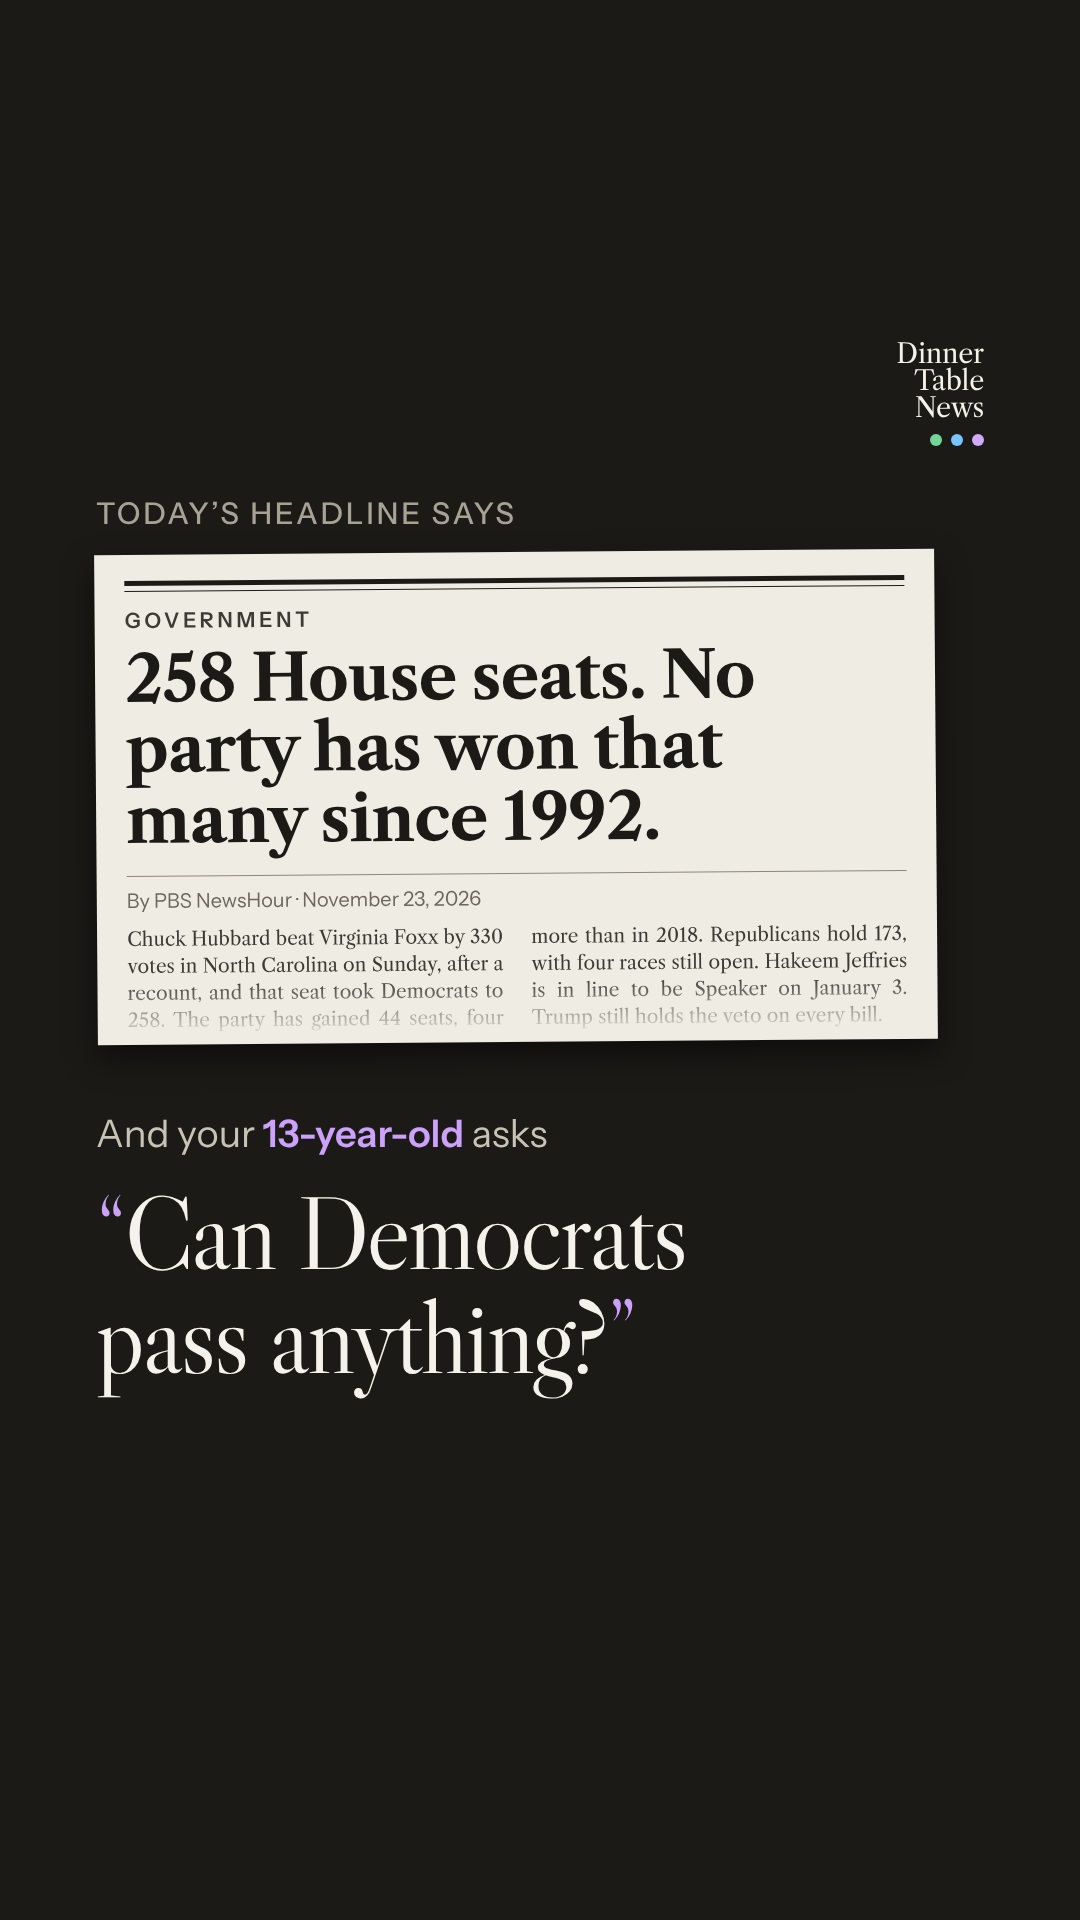 Dinner
Table
News
TODAY’S HEADLINE SAYS
GOVERNMENT
258 House seats. No
party has won that
many since 1992.
By PBS NewsHour · November 23, 2026
Chuck Hubbard beat Virginia Foxx by 330
votes in North Carolina on Sunday, after a
recount, and that seat took Democrats to
258. The party has gained 44 seats, four
more than in 2018. Republicans hold 173,
with four races still open. Hakeem Jeffries
is in line to be Speaker on January 3.
Trump still holds the veto on every bill.
And your 13-year-old asks
“Can Democrats
pass anything?”